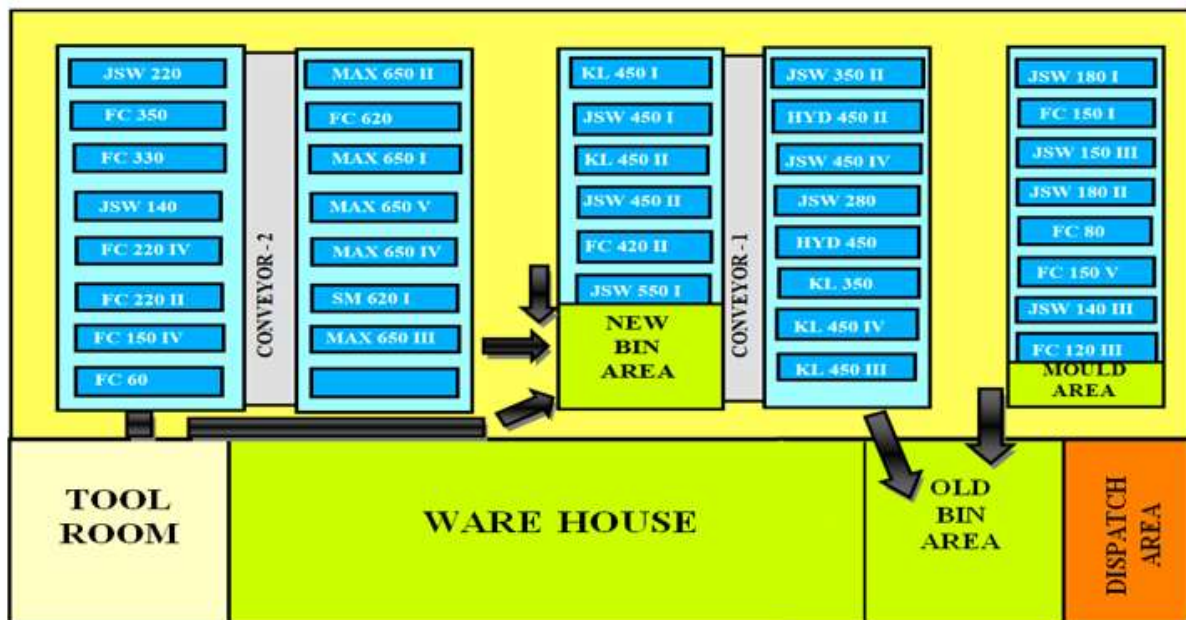 JSW 220
FC 350
FC 330
JSW 140
FC 220 IV
FC 220 II
FC 150 IV
FC 60
CONVEYOR - 2
MAX 650 II
FC 620
MAX 650 I
MAX 650 V
MAX 650 IV
SM 620 I
MAX 650 III
KL 450 I
JSW 450 I
KL 450 II
JSW 450 II
FC 420 II
JSW 550 I
NEW
BIN
AREA
CONVEYOR - 1
JSW 350 II
HYD 450 II
JSW 450 IV
JSW 280
HYD 450
KL 350
KL 450 IV
KL 450 III
JSW 180 I
FC 150 I
JSW 150 III
JSW 180 II
FC 80
FC 150 V
JSW 140 III
FC 120 III
MOULD
AREA
TOOL
ROOM
WARE HOUSE
OLD
BIN
AREA
DISPATCH
AREA